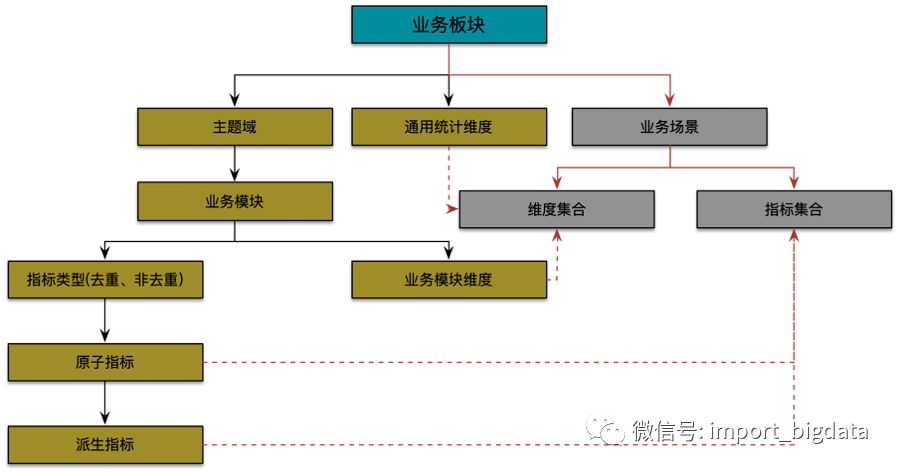 业务板块
主题域
通用统计维度
业务场景
业务模块
维度集合
指标集合
指标类型(去重、非去重)
业务模块维度
原子指标
派生指标
微信号: import_bigdata